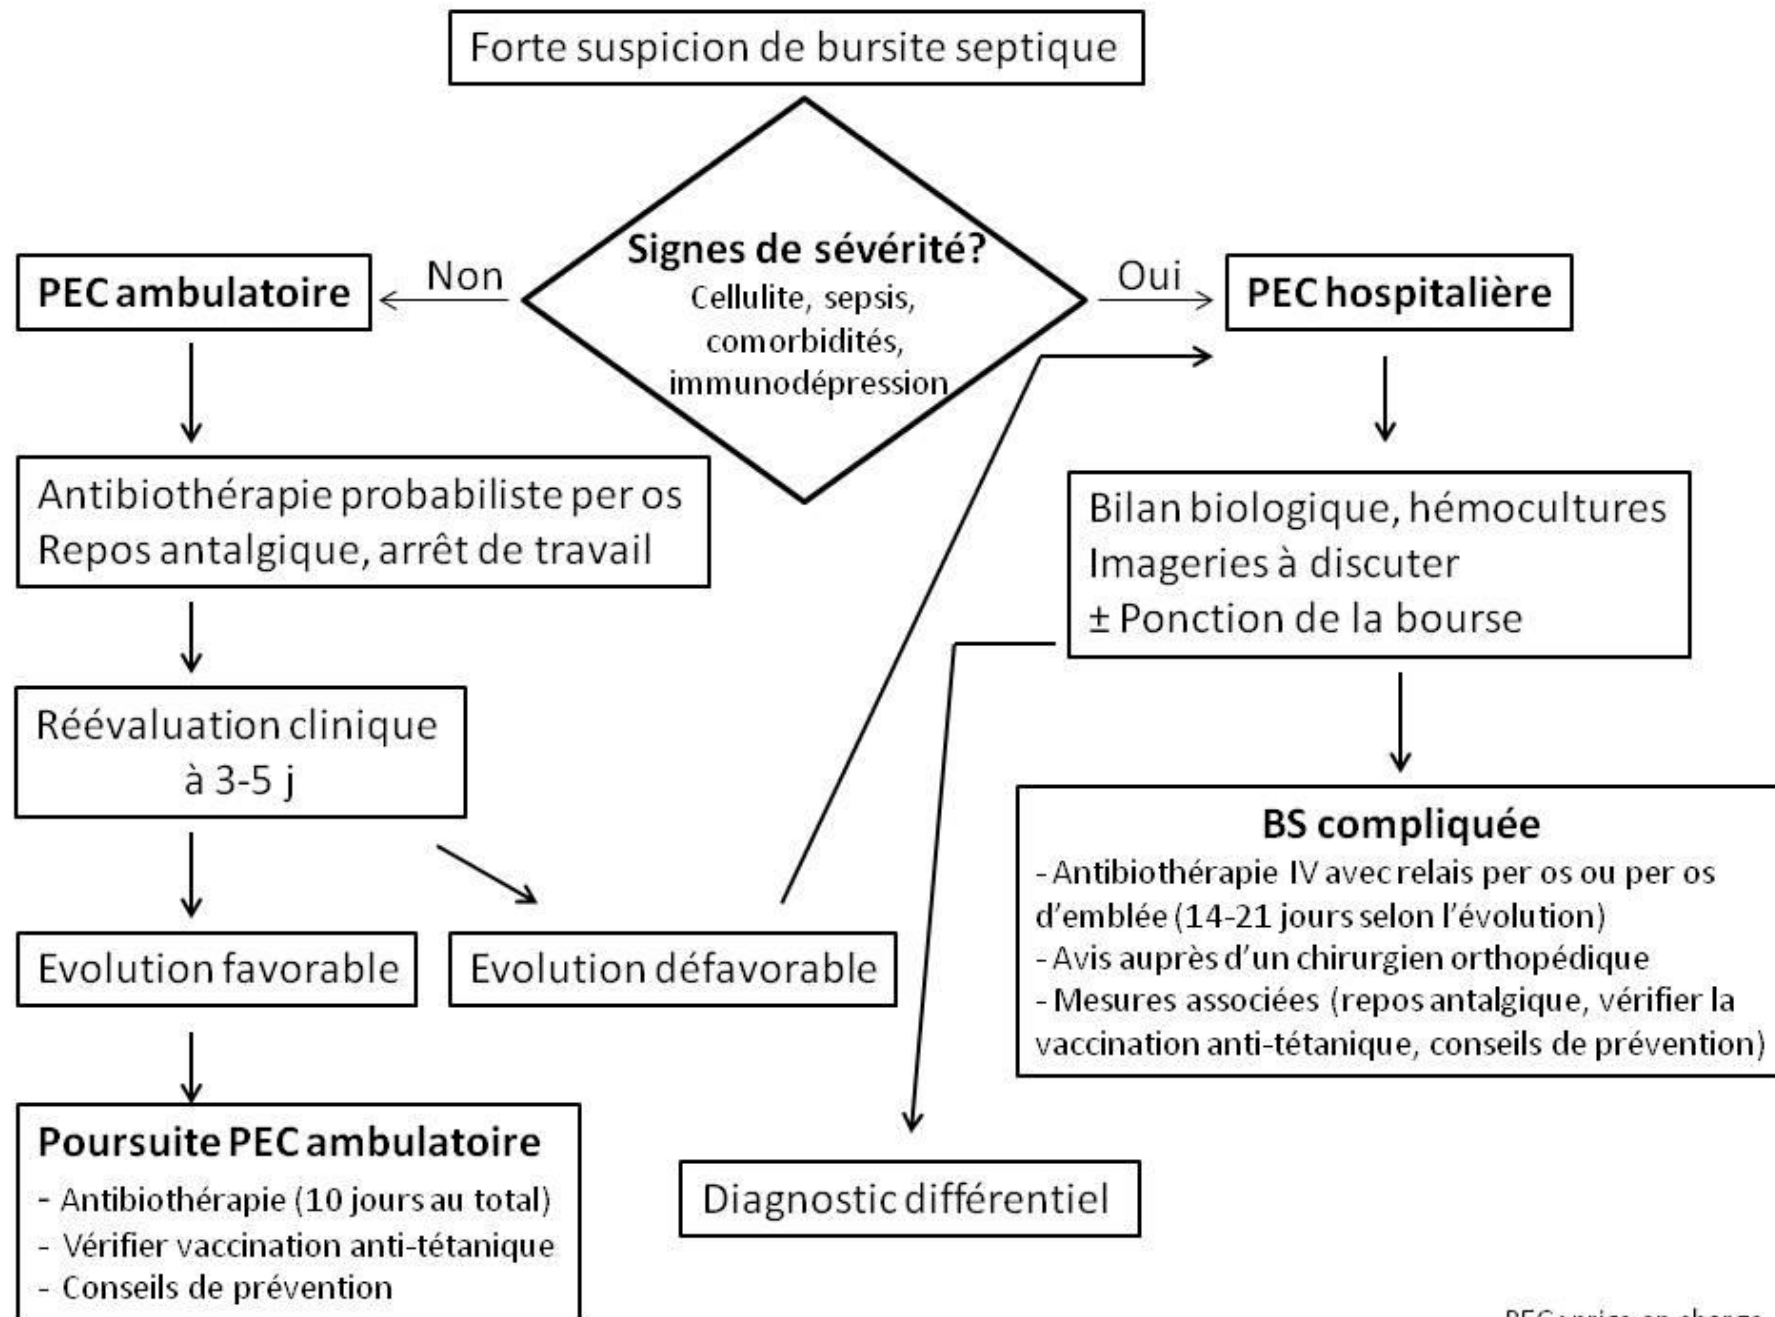 Forte suspicion de bursite septique
Signes de sévérité?
Cellulite, sepsis,
comorbidités,
immunodépression
Non
Oui
PEC ambulatoire
PEC hospitalière
Antibiothérapie probabiliste per os
Repos antalgique, arrêt de travail
Bilan biologique, hémocultures
Imageries à discuter
± Ponction de la bourse
Réévaluation clinique
à 3-5 j
BS compliquée
- Antibiothérapie IV avec relais per os ou per os
d'emblée (14-21 jours selon l'évolution)
- Avis auprès d'un chirurgien orthopédique
- Mesures associées (repos antalgique, vérifier la
vaccination anti-tétanique, conseils de prévention)
Evolution favorable
Evolution défavorable
Poursuite PEC ambulatoire
- Antibiothérapie (10 jours au total)
- Vérifier vaccination anti-tétanique
- Conseils de prévention
Diagnostic différentiel